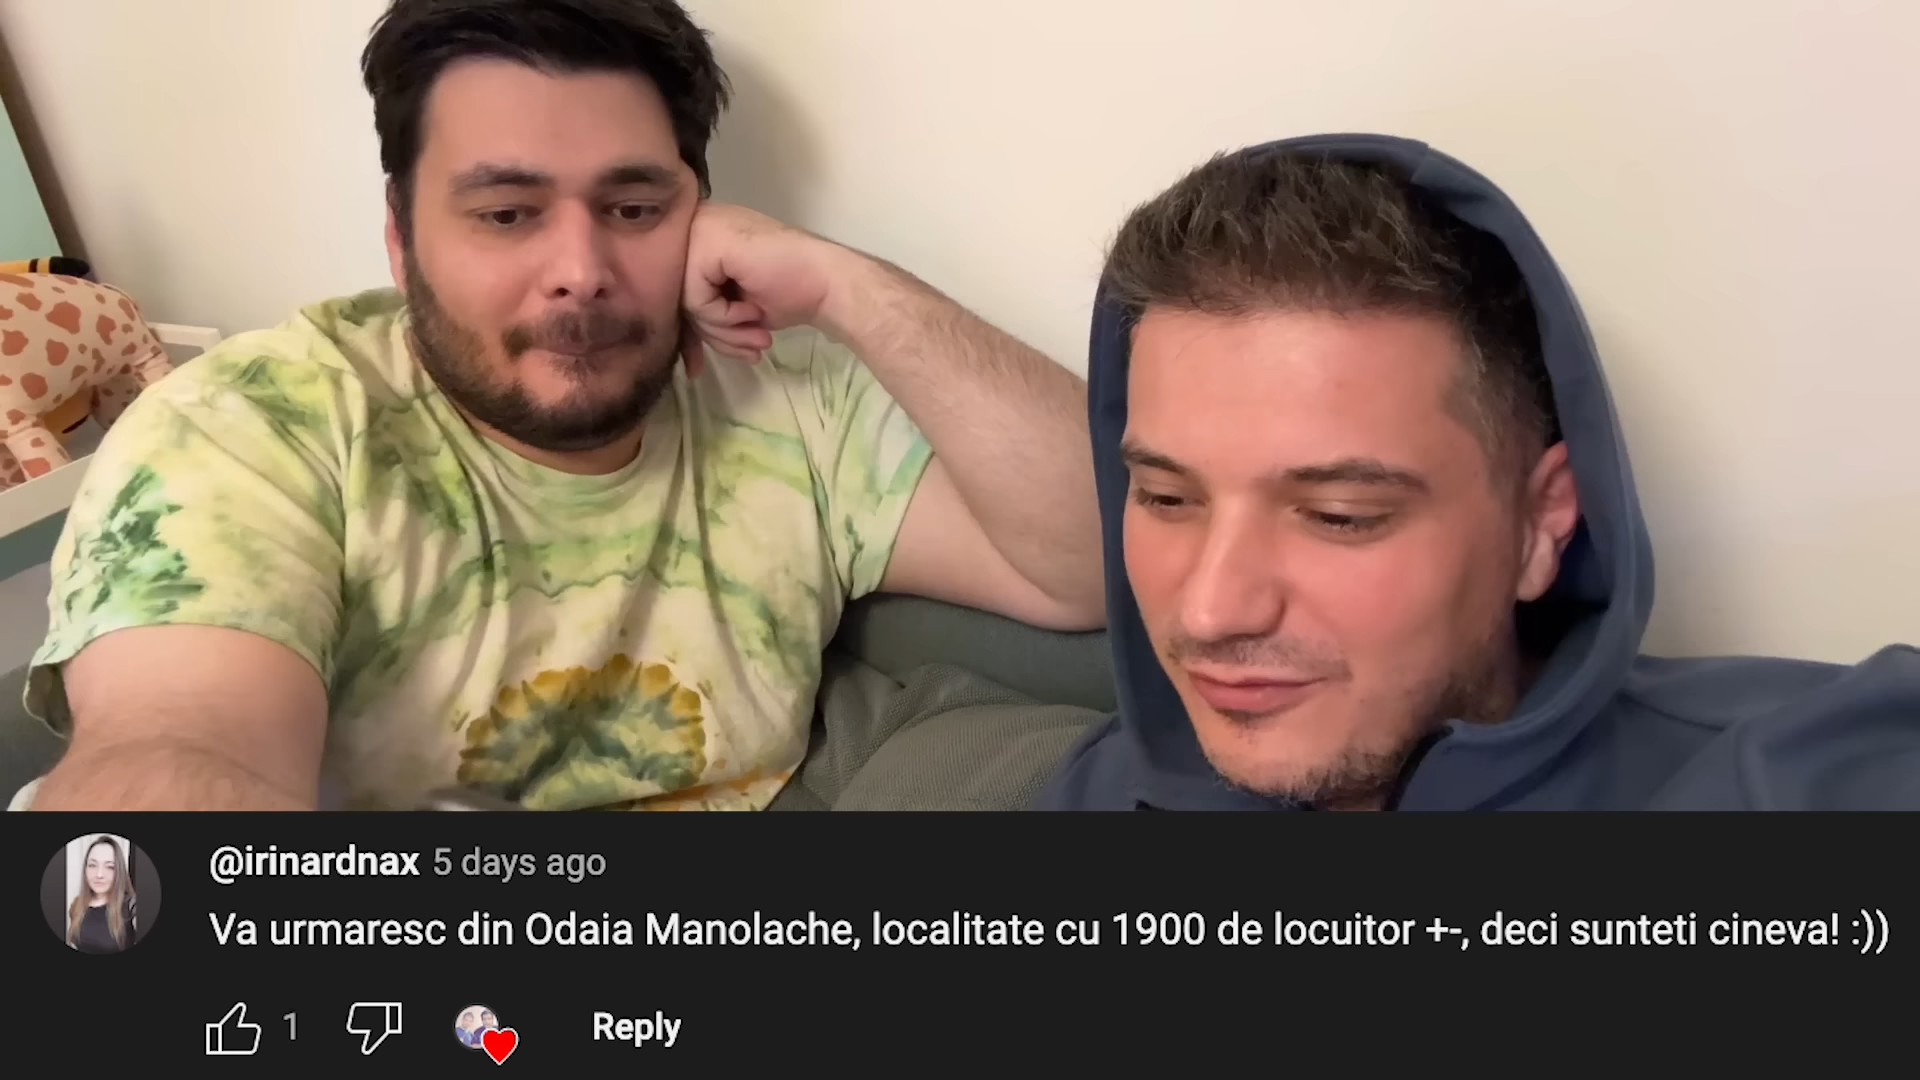 @irinardnax 5 days ago
Va urmaresc din Odaia Manolache, localitate cu 1900 de locuitor +-, deci sunteti cineva! :))
1
Reply